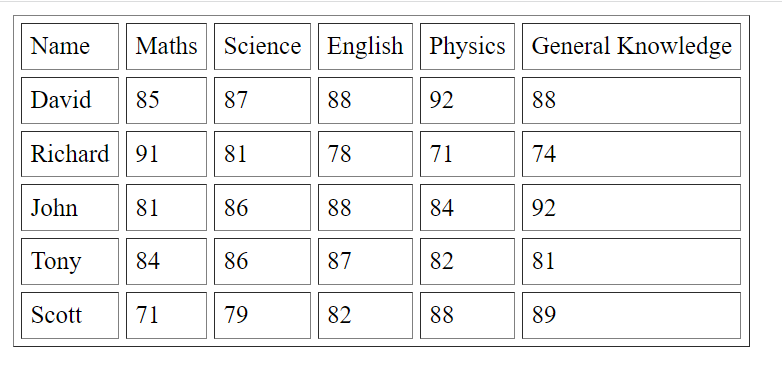 Name Maths Science English Physics General Knowledge
David 85 87 88 92 88
Richard 91 81 78 71 74
John 81 86 88 84 92
Tony 84 86 87 82 81
Scott 71 79 82 88 89